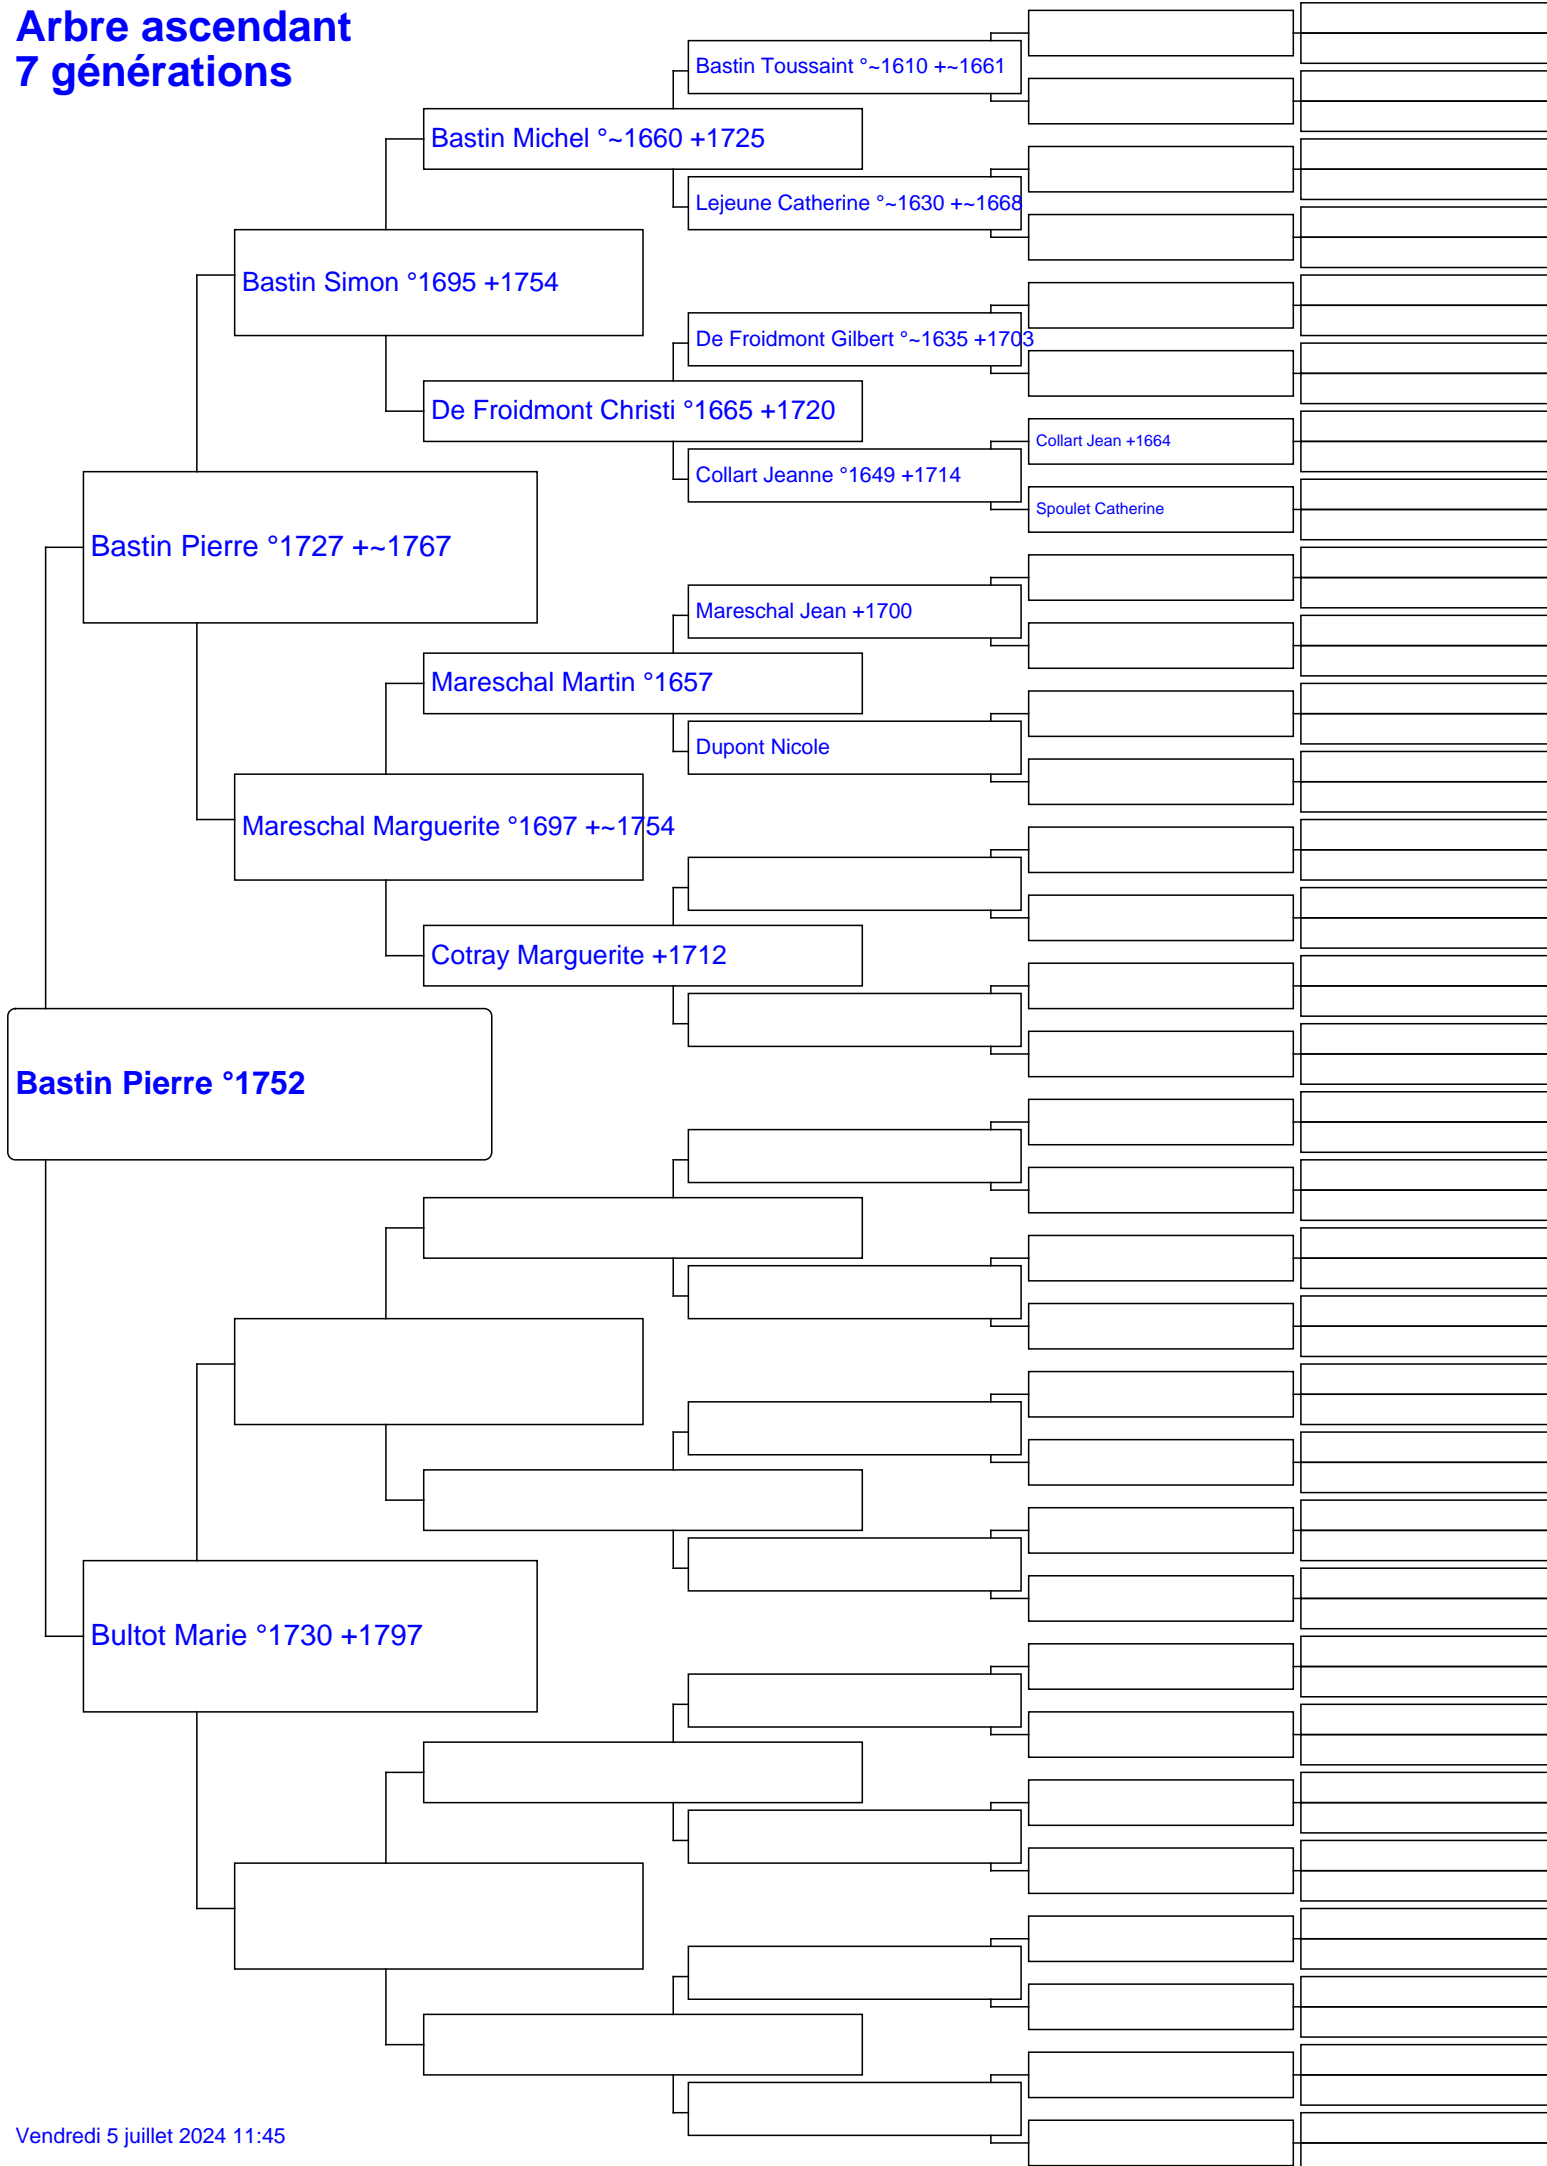 Arbre ascendant
7 générations
Bastin Toussaint °~1610 +~1661
Bastin Michel °~1660 +1725
Lejeune Catherine °~1630 +~1668
Bastin Simon °1695 +1754
De Froidmont Gilbert °~1635 +1703
De Froidmont Christi °1665 +1720
Collart Jean +1664
Collart Jeanne °1649 +1714
Spoulet Catherine
Bastin Pierre °1727 +~1767
Mareschal Jean +1700
Mareschal Martin °1657
Dupont Nicole
Mareschal Marguerite °1697 +~1754
Cotray Marguerite +1712
Bastin Pierre °1752
Bultot Marie °1730 +1797
Vendredi 5 juillet 2024 11:45